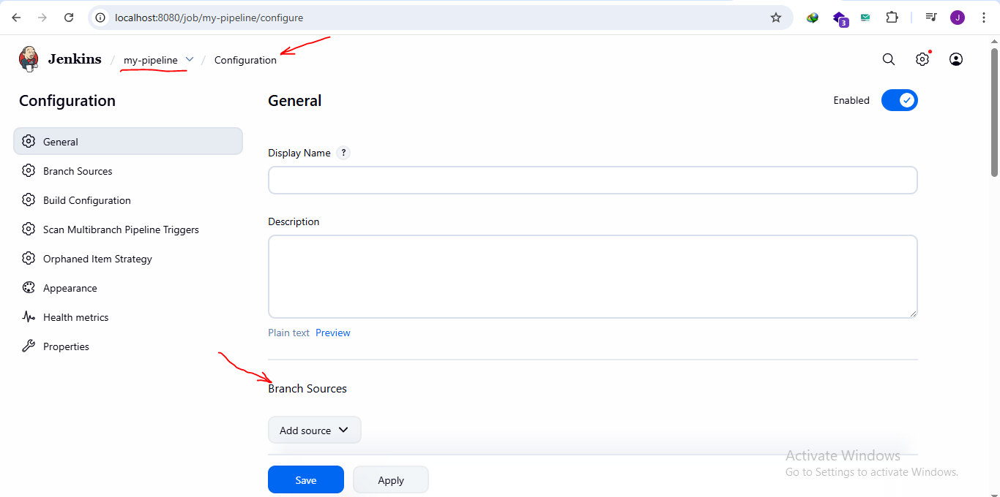 localhost:8080/job/my-pipeline/configure
3
J
Jenkins / my-pipeline / Configuration
Configuration
General
Enabled
General
Branch Sources
Build Configuration
Scan Multibranch Pipeline Triggers
Orphaned Item Strategy
Appearance
Health metrics
Properties
Display Name ?
Description
Plain text Preview
Branch Sources
Add source
Save Apply
Activate Windows
Go to Settings to activate Windows.